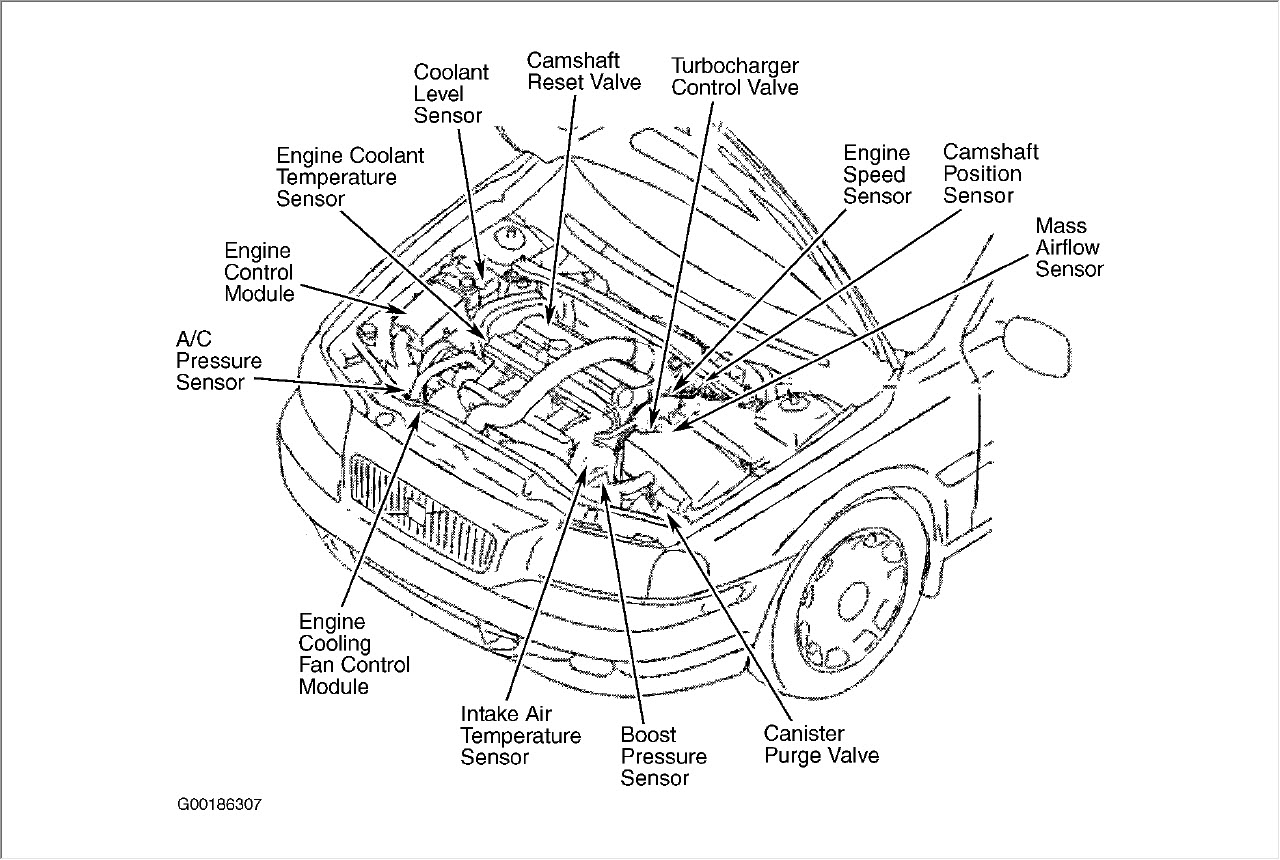 Coolant
Level
Sensor
Camshaft
Reset Valve
Turbocharger
Control Valve
Engine Coolant
Temperature
Sensor
Engine
Speed
Sensor
Camshaft
Position
Sensor
Mass
Airflow
Sensor
Engine
Control
Module
A/C
Pressure
Sensor
Engine
Cooling
Fan Control
Module
Intake Air
Temperature
Sensor
Boost
Pressure
Sensor
Canister
Purge Valve
G00186307